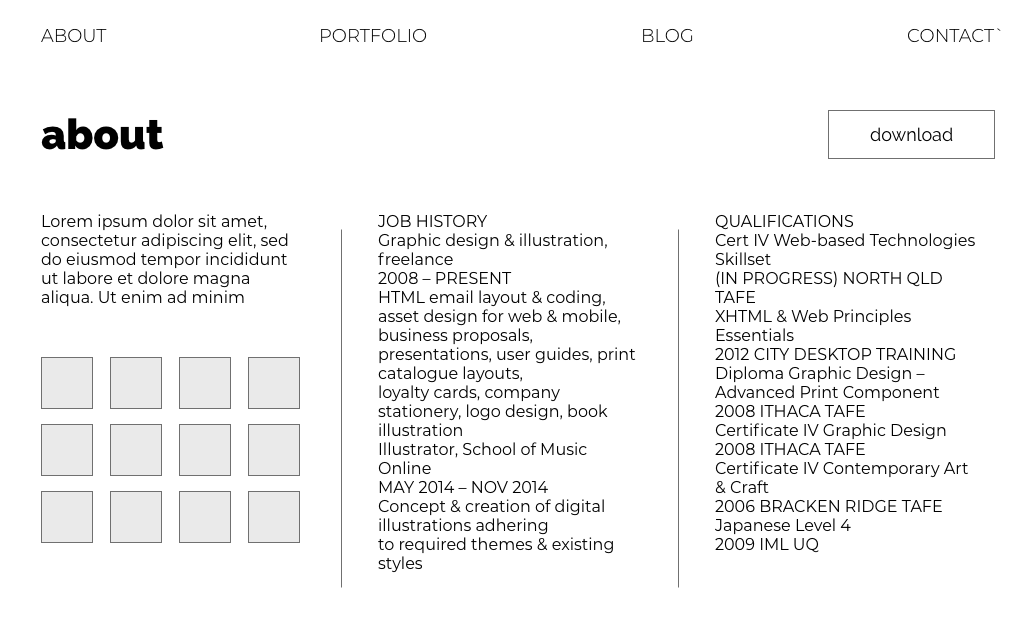 ABOUT
PORTFOLIO
BLOG
CONTACT`
about
download
Lorem ipsum dolor sit amet,
consectetur adipiscing elit, sed
do eiusmod tempor incididunt
ut labore et dolore magna
aliqua. Ut enim ad minim
JOB HISTORY
Graphic design & illustration,
freelance
2008 – PRESENT
HTML email layout & coding,
asset design for web & mobile,
business proposals,
presentations, user guides, print
catalogue layouts,
loyalty cards, company
stationery, logo design, book
illustration
Illustrator, School of Music
Online
MAY 2014 – NOV 2014
Concept & creation of digital
illustrations adhering
to required themes & existing
styles
QUALIFICATIONS
Cert IV Web-based Technologies
Skillset
(IN PROGRESS) NORTH QLD
TAFE
XHTML & Web Principles
Essentials
2012 CITY DESKTOP TRAINING
Diploma Graphic Design –
Advanced Print Component
2008 ITHACA TAFE
Certificate IV Graphic Design
2008 ITHACA TAFE
Certificate IV Contemporary Art
& Craft
2006 BRACKEN RIDGE TAFE
Japanese Level 4
2009 IML UQ